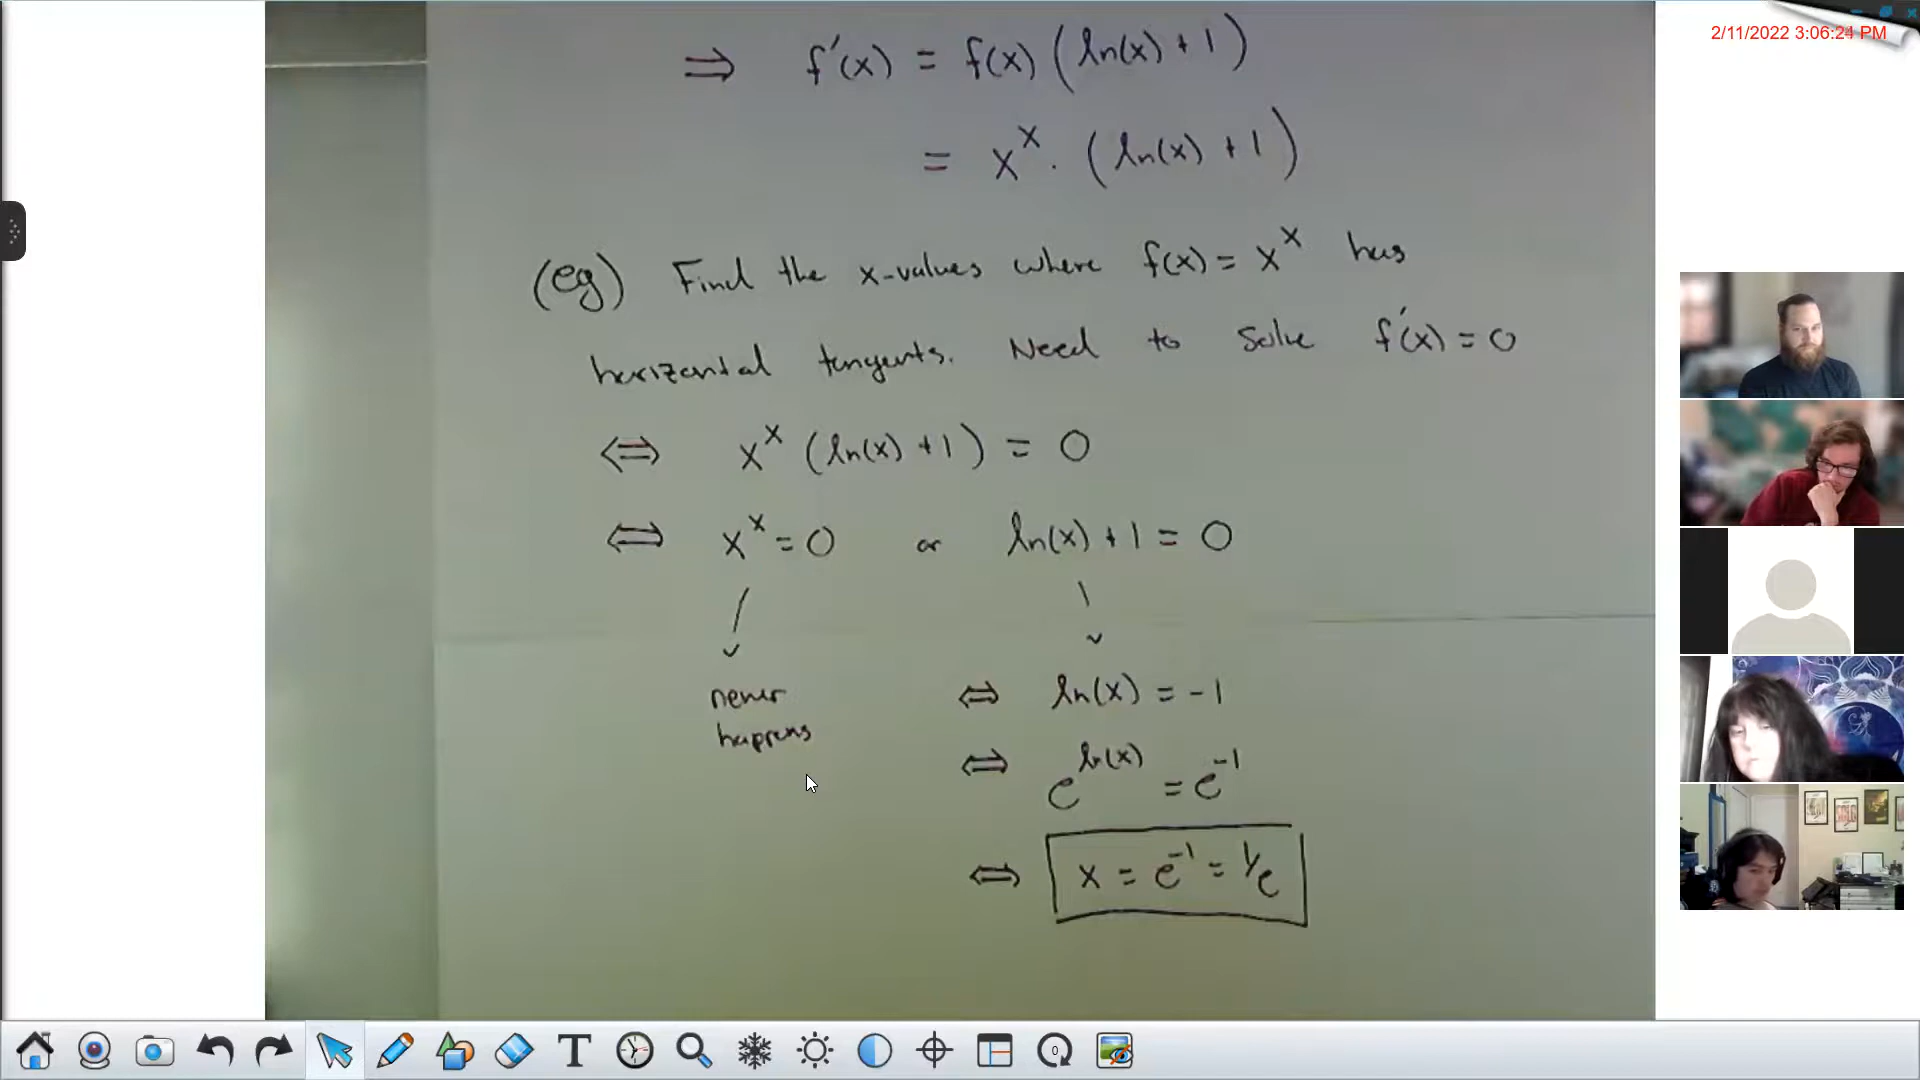 2/11/2022 3:06:24 PM
⇒ f'(x) = f(x) (ln(x) + 1)
= x^x · (ln(x) + 1)
(eg) Find the x-values where f(x) = x^x has
horizontal tangents. Need to solve f'(x) = 0
⇔ x^x (ln(x) + 1) = 0
⇔ x^x = 0 or ln(x) + 1 = 0
never
happens
⇔ ln(x) = -1
⇔ e^ln(x) = e^-1
⇔ x = e^-1 = 1/e
T
0